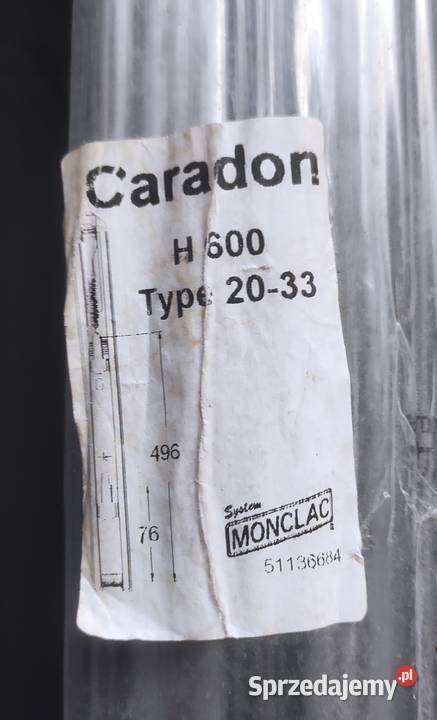 Caradon
H 600
Type 20-33
496
76
System
MONCLAC
51136684
Sprzedajemy.pl